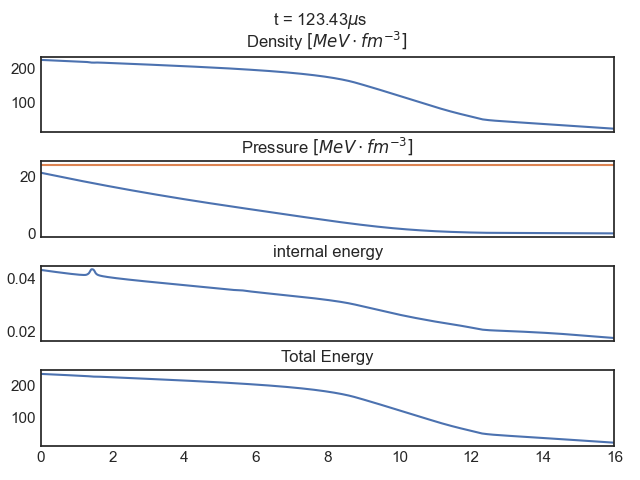 t = 123.43μs
Density [MeV · fm⁻³]
200
100
Pressure [MeV · fm⁻³]
20
0
internal energy
0.04
0.02
Total Energy
200
100
0 2 4 6 8 10 12 14 16